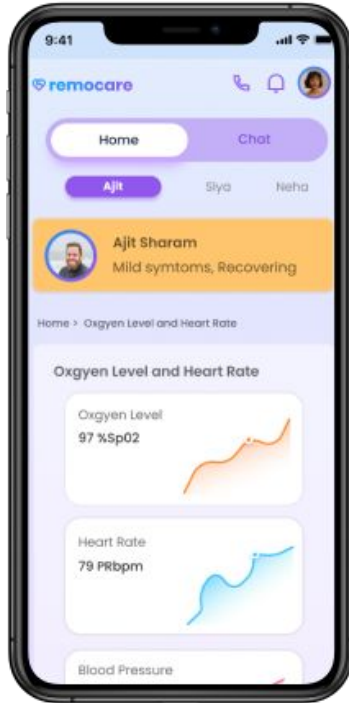 9:41
remocare
Home Chat
Ajit Siya Neha
Ajit Sharam
Mild symtoms, Recovering
Home > Oxgyen Level and Heart Rate
Oxgyen Level and Heart Rate
Oxgyen Level
97 %Sp02
Heart Rate
79 PRbpm
Blood Pressure